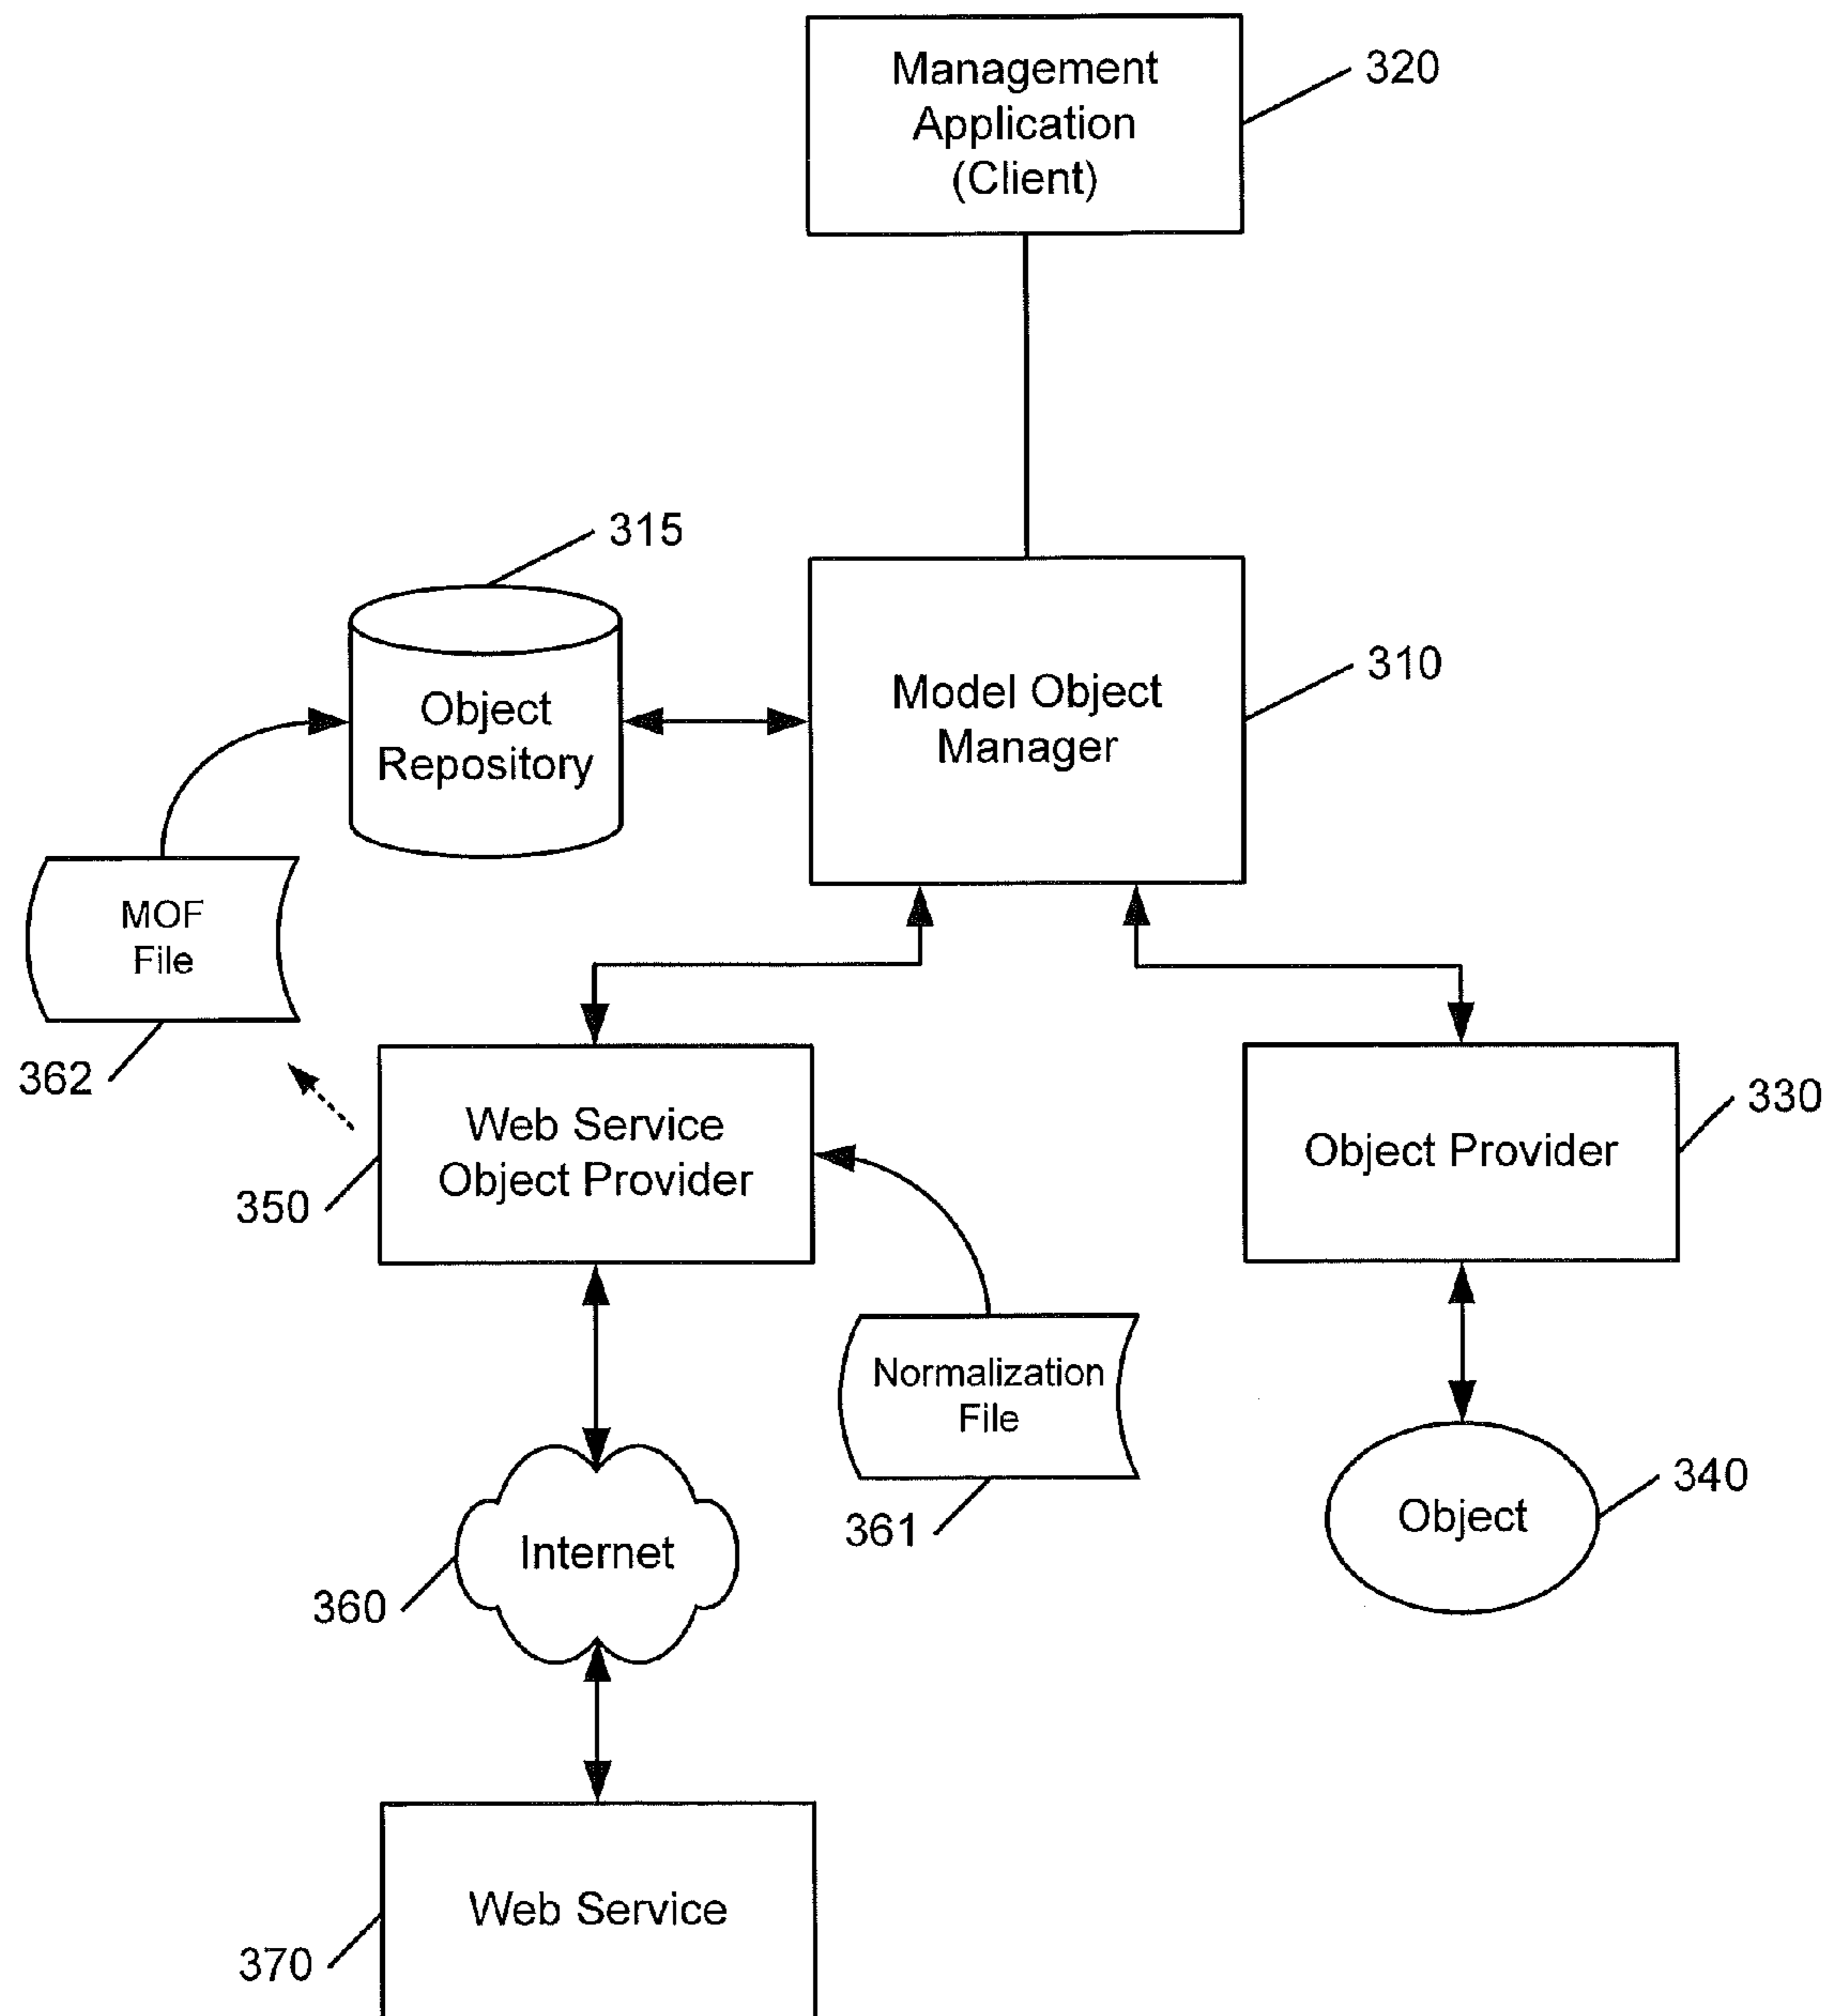 Management
Application
(Client)
320
315
Object
Repository
Model Object
Manager
310
MOF
File
362
Web Service
Object Provider
350
Object Provider
330
Normalization
File
361
Internet
360
Object
340
Web Service
370